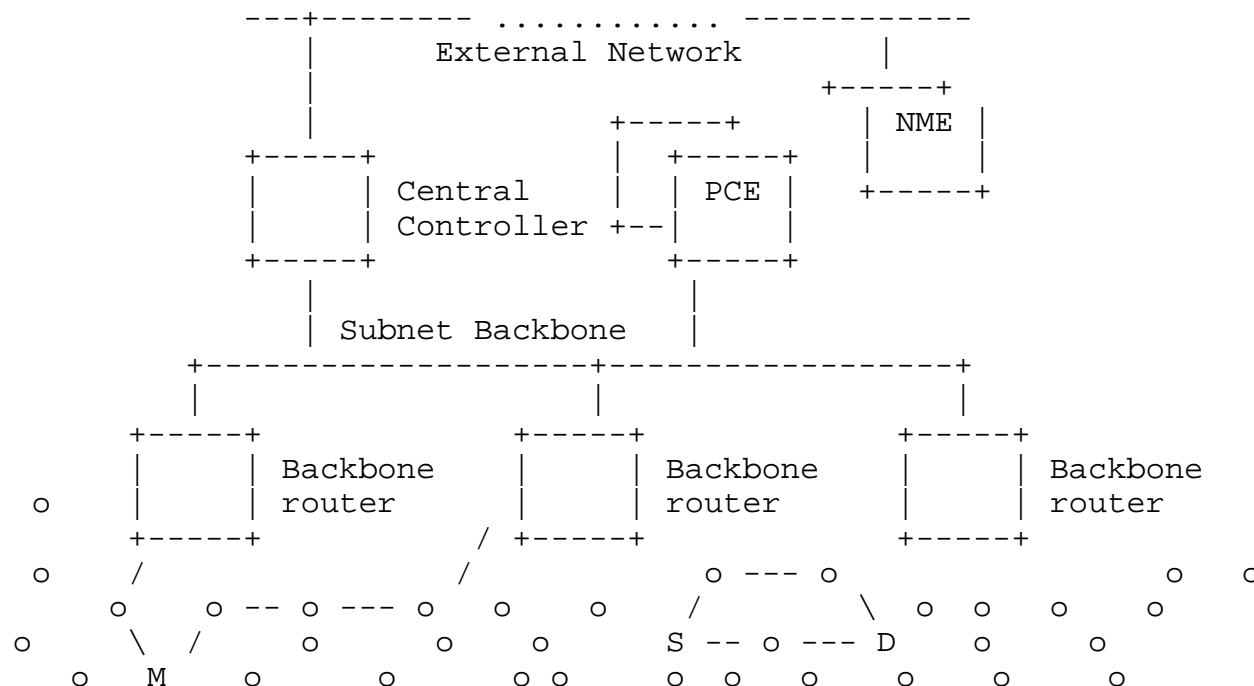 ---+-------- ............ ------------
External Network
NME
Central PCE
Controller
Subnet Backbone
Backbone Backbone Backbone
router router router
o
o o --- o o o
o o -- o --- o o o o o o o
o o o o S -- o --- D o o
o M o o o o o o o o o o